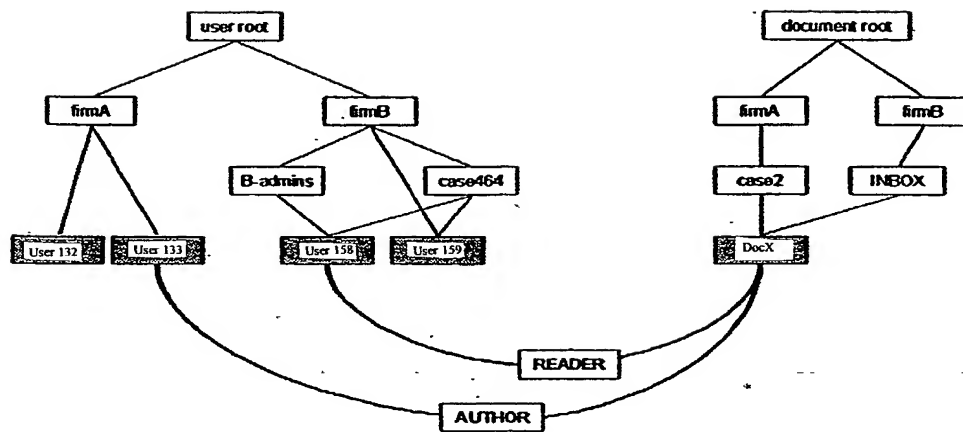 user root
document root
firmA
firmB
firmA
firmB
B-admins
case464
case2
INBOX
User 132
User 133
User 158
User 159
DocX
READER
AUTHOR